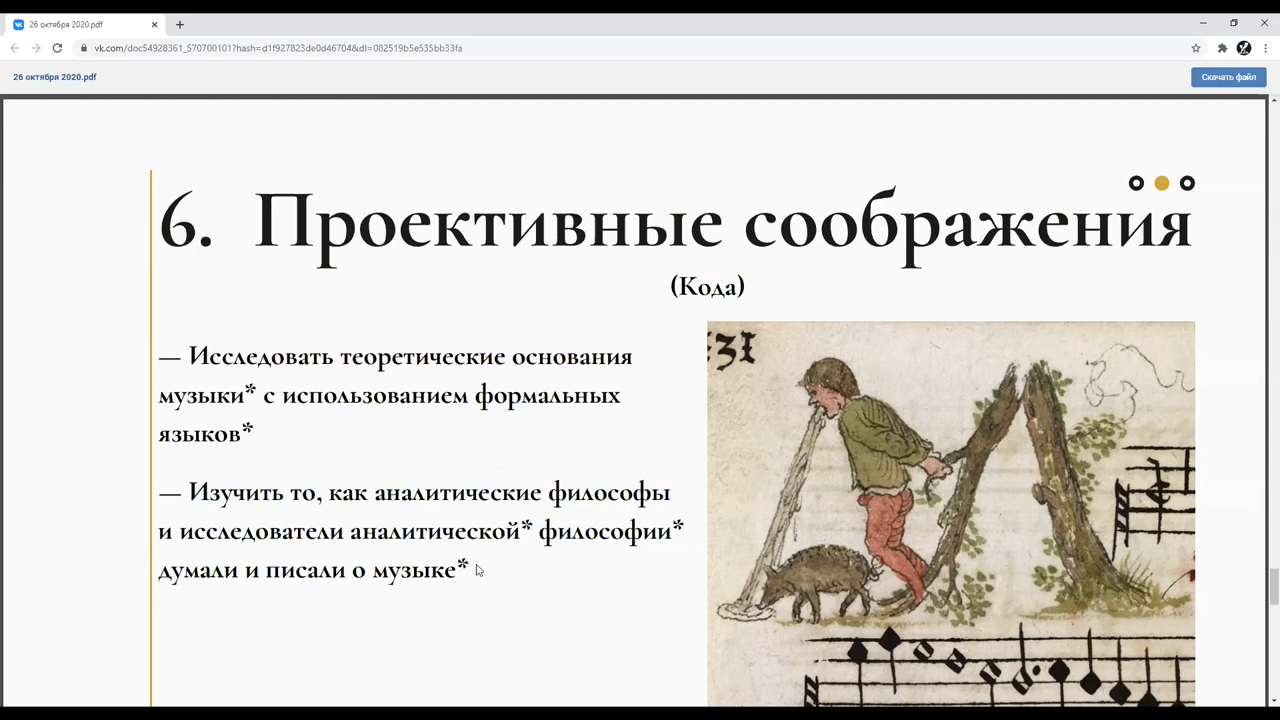 26 октября 2020.pdf
vk.com/doc54928361_570700101?hash=d1f927823de0d46704&dl=082519b5e535bb33fa
26 октября 2020.pdf
Скачать файл
6. Проективные соображения
(Кода)
— Исследовать теоретические основания
музыки* с использованием формальных
языков*
— Изучить то, как аналитические философы
и исследователи аналитической* философии*
думали и писали о музыке*